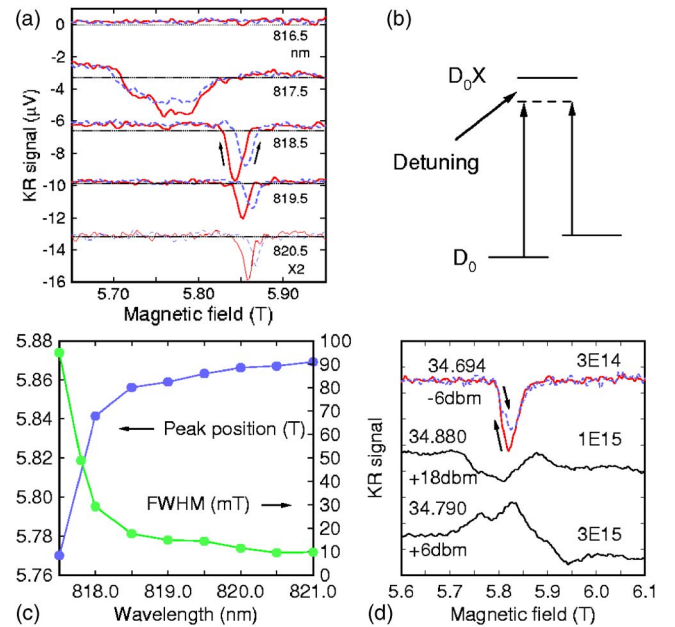 (a)
0
-2
-4
-6
-8
-10
-12
-14
-16
KR signal (μV)
816.5
nm
817.5
818.5
819.5
820.5
X2
5.70
5.80
5.90
Magnetic field (T)
(b)
D0X
Detuning
D0
5.88
5.86
5.84
5.82
5.80
5.78
5.76
100
90
80
70
60
50
40
30
20
10
0
Peak position (T)
FWHM (mT)
818.0
819.0
820.0
821.0
(c)
Wavelength (nm)
KR signal
34.694
-6dbm
3E14
34.880
+18dbm
1E15
34.790
+6dbm
3E15
5.6
5.7
5.8
5.9
6.0
6.1
(d)
Magnetic field (T)